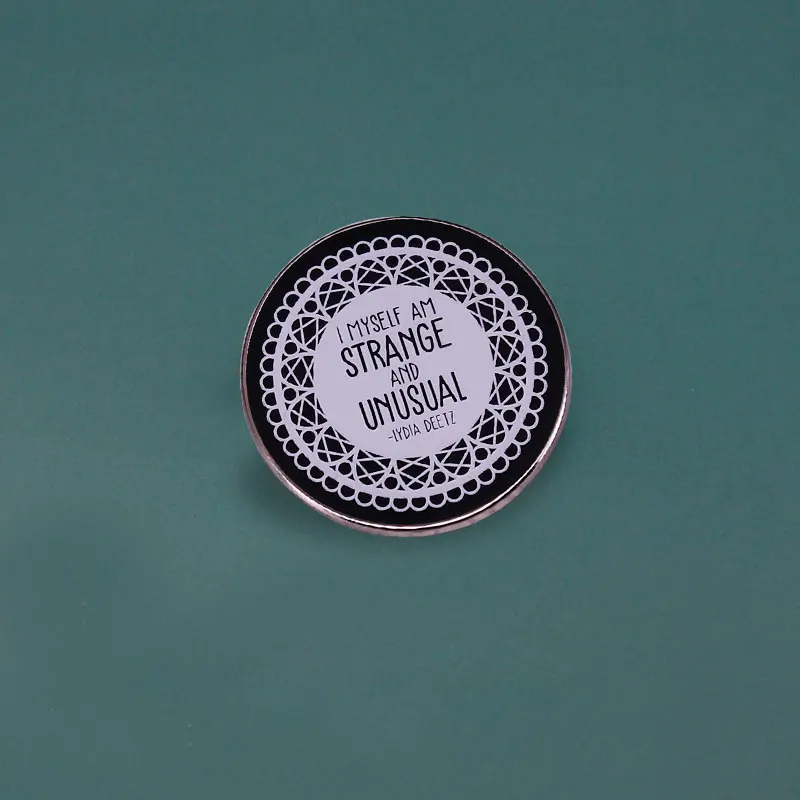 I MYSELF AM
STRANGE
AND
UNUSUAL
-LYDIA DEETZ